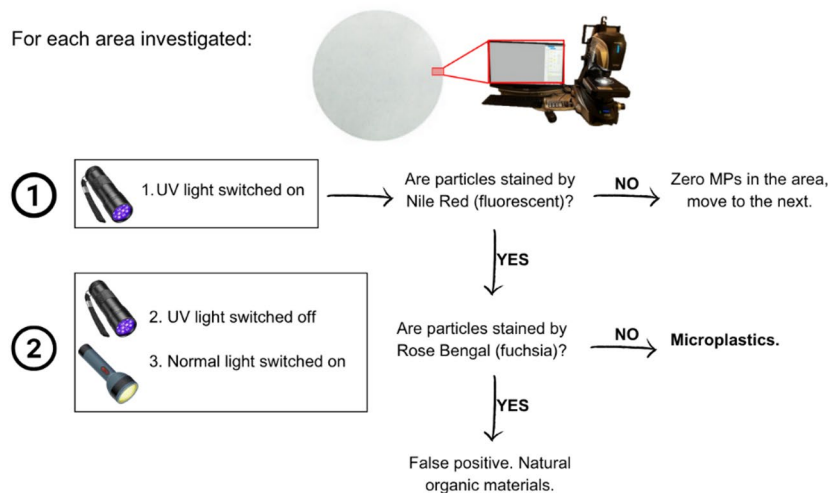 For each area investigated:
1
1. UV light switched on
Are particles stained by
Nile Red (fluorescent)?
NO
Zero MPs in the area,
move to the next.
YES
2
2. UV light switched off
3. Normal light switched on
Are particles stained by
Rose Bengal (fuchsia)?
NO
Microplastics.
YES
False positive. Natural
organic materials.